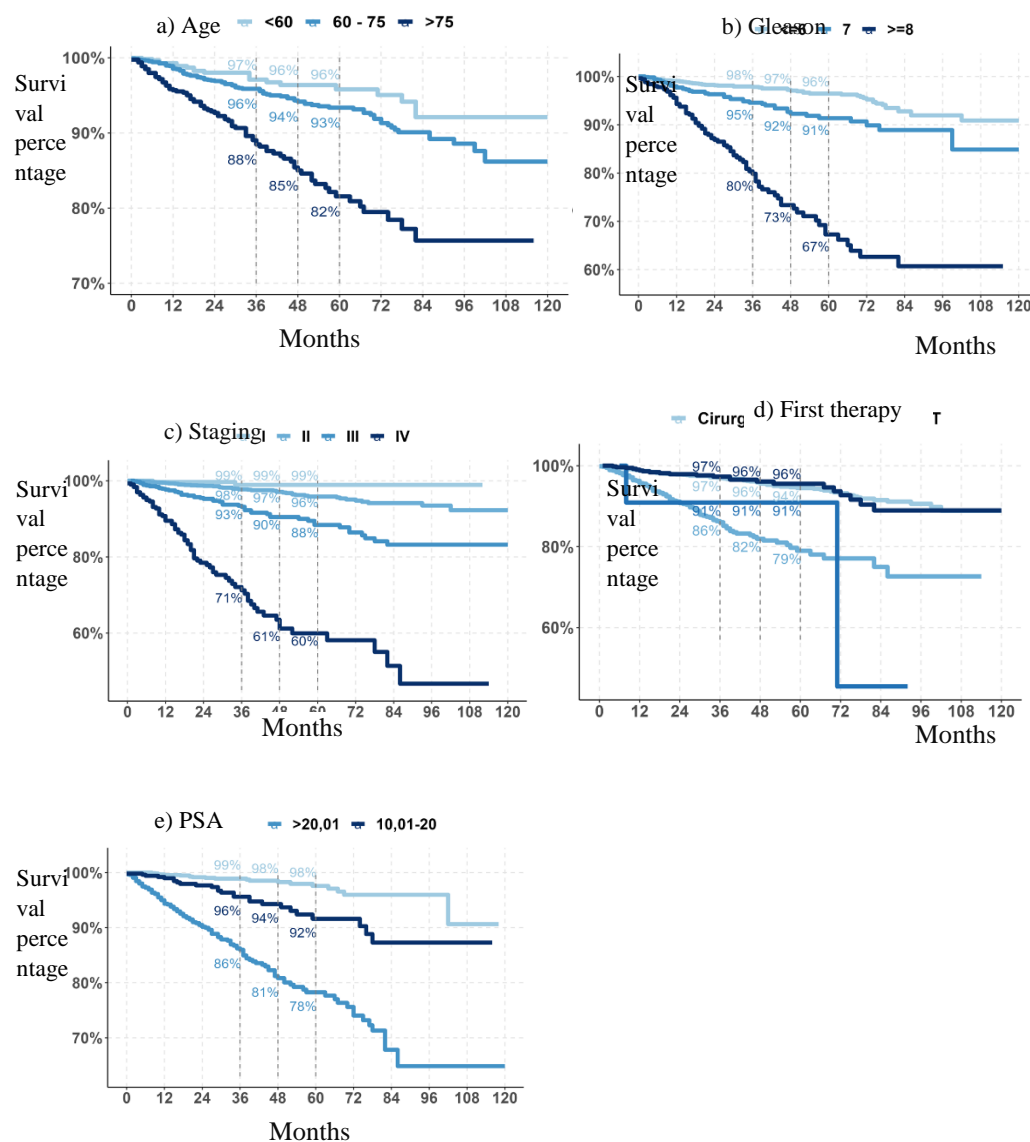 a) Age <60 60 - 75 >75
Survi
val
perce
ntage
100%
90%
80%
70%
97% 96% 96%
96% 94% 93%
88% 85% 82%
0 12 24 36 48 60 72 84 96 108 120
Months
b) Gleason 7 >=8
Survi
val
perce
ntage
100%
90%
80%
70%
60%
98% 97% 96%
95% 92% 91%
80% 73% 67%
0 12 24 36 48 60 72 84 96 108 120
Months
c) Staging I II III IV
Survi
val
perce
ntage
100%
80%
60%
99% 99% 99%
98% 97% 96%
93% 90% 88%
71% 61% 60%
0 12 24 36 48 60 72 84 96 108 120
Months
d) First therapy
Cirurg T
Survi
val
perce
ntage
100%
80%
60%
97% 96% 96%
97% 96% 94%
91% 91% 91%
86% 82% 79%
0 12 24 36 48 60 72 84 96 108 120
Months
e) PSA >20,01 10,01-20
Survi
val
perce
ntage
100%
90%
80%
70%
99% 98% 98%
96% 94% 92%
86% 81% 78%
0 12 24 36 48 60 72 84 96 108 120
Months